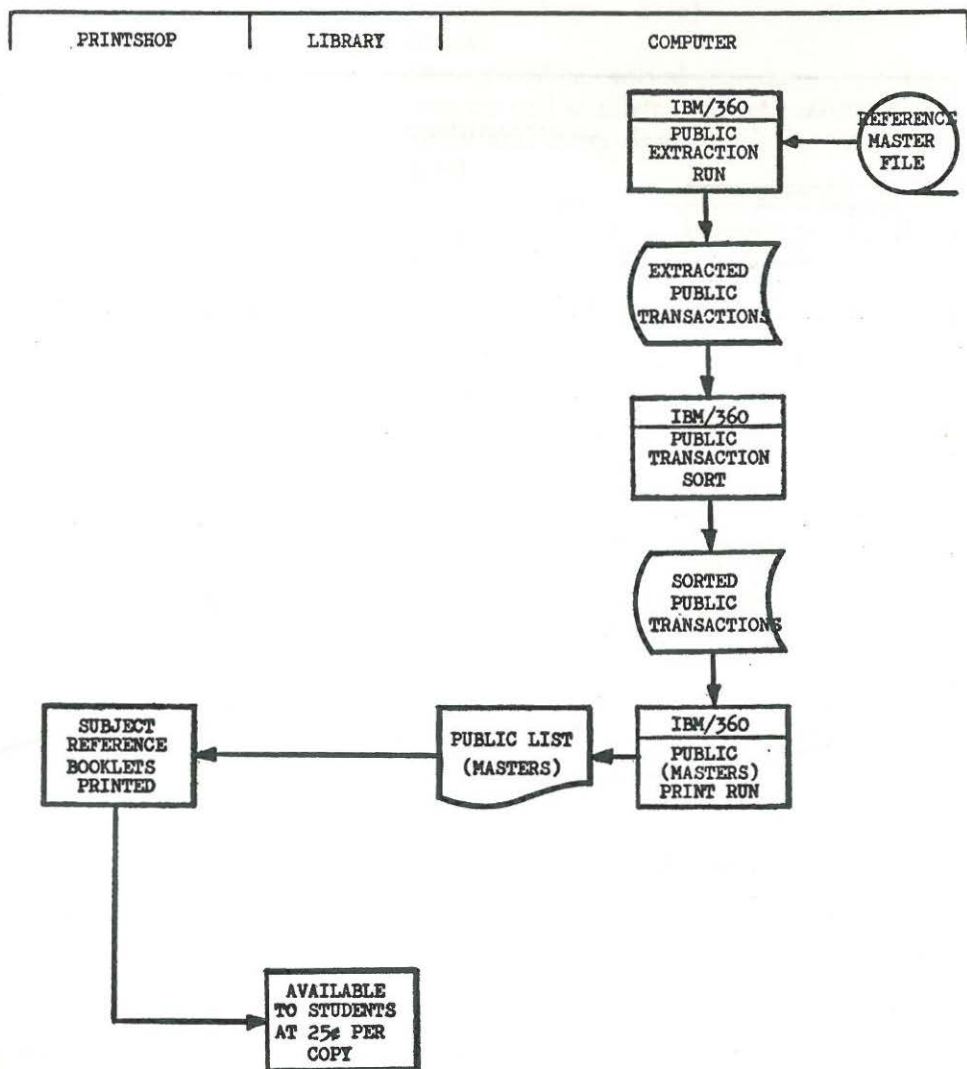 PRINTSHOP
LIBRARY
COMPUTER
IBM/360
PUBLIC
EXTRACTION
RUN
REFERENCE
MASTER
FILE
EXTRACTED
PUBLIC
TRANSACTIONS
IBM/360
PUBLIC
TRANSACTION
SORT
SORTED
PUBLIC
TRANSACTIONS
IBM/360
PUBLIC
(MASTERS)
PRINT RUN
PUBLIC LIST
(MASTERS)
SUBJECT
REFERENCE
BOOKLETS
PRINTED
AVAILABLE
TO STUDENTS
AT 25¢ PER
COPY